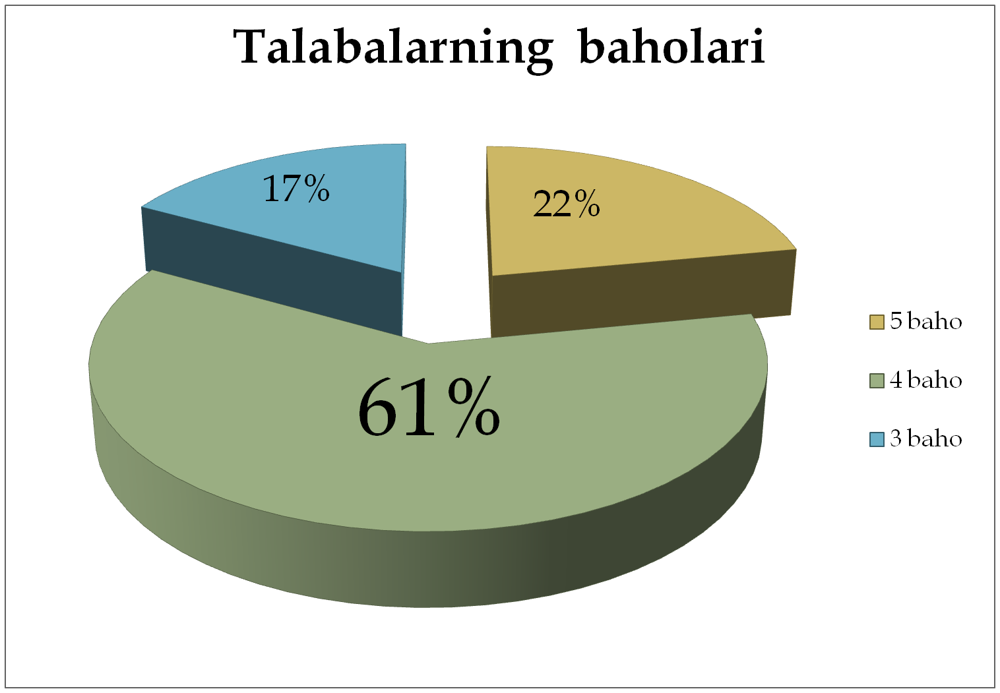 Talabalarning baholari
17%
22%
61%
5 baho
4 baho
3 baho